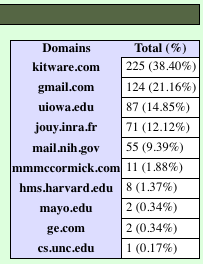 Domains Total (%)
kitware.com 225 (38.40%)
gmail.com 124 (21.16%)
uiowa.edu 87 (14.85%)
jouy.inra.fr 71 (12.12%)
mail.nih.gov 55 (9.39%)
mmmccormick.com 11 (1.88%)
hms.harvard.edu 8 (1.37%)
mayo.edu 2 (0.34%)
ge.com 2 (0.34%)
cs.unc.edu 1 (0.17%)